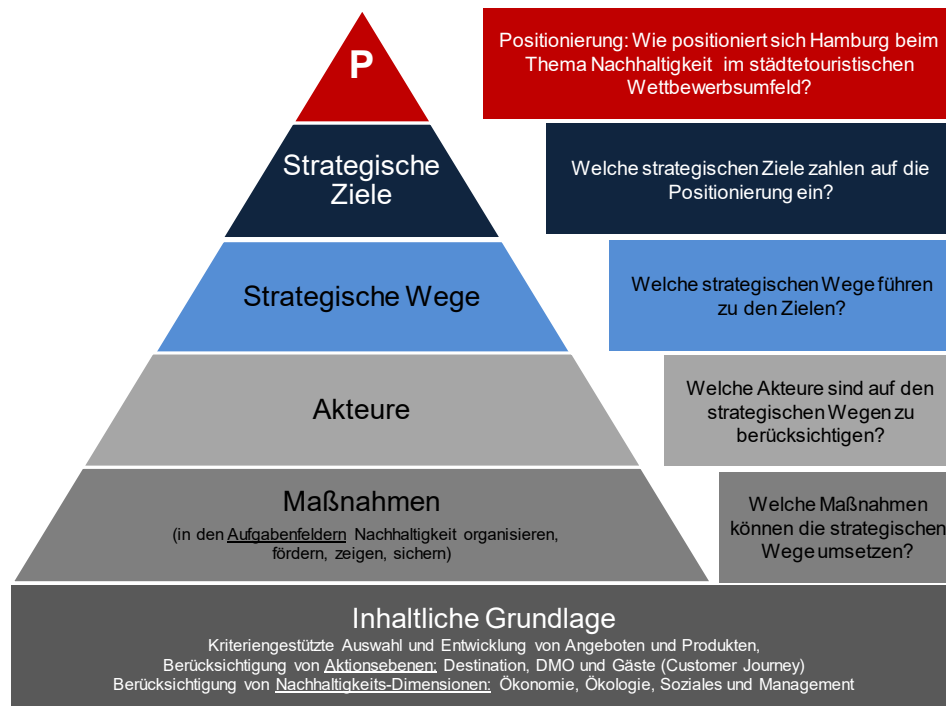 P
Positionierung: Wie positioniert sich Hamburg beim
Thema Nachhaltigkeit im städtetouristischen
Wettbewerbsumfeld?
Strategische
Ziele
Welche strategischen Ziele zahlen auf die
Positionierung ein?
Strategische Wege
Welche strategischen Wege führen
zu den Zielen?
Akteure
Welche Akteure sind auf den
strategischen Wegen zu
berücksichtigen?
Maßnahmen
(in den Aufgabenfeldern Nachhaltigkeit organisieren,
fördern, zeigen, sichern)
Welche Maßnahmen
können die strategischen
Wege umsetzen?
Inhaltliche Grundlage
Kriteriengestützte Auswahl und Entwicklung von Angeboten und Produkten,
Berücksichtigung von Aktionsebenen: Destination, DMO und Gäste (Customer Journey)
Berücksichtigung von Nachhaltigkeits-Dimensionen: Ökonomie, Ökologie, Soziales und Management